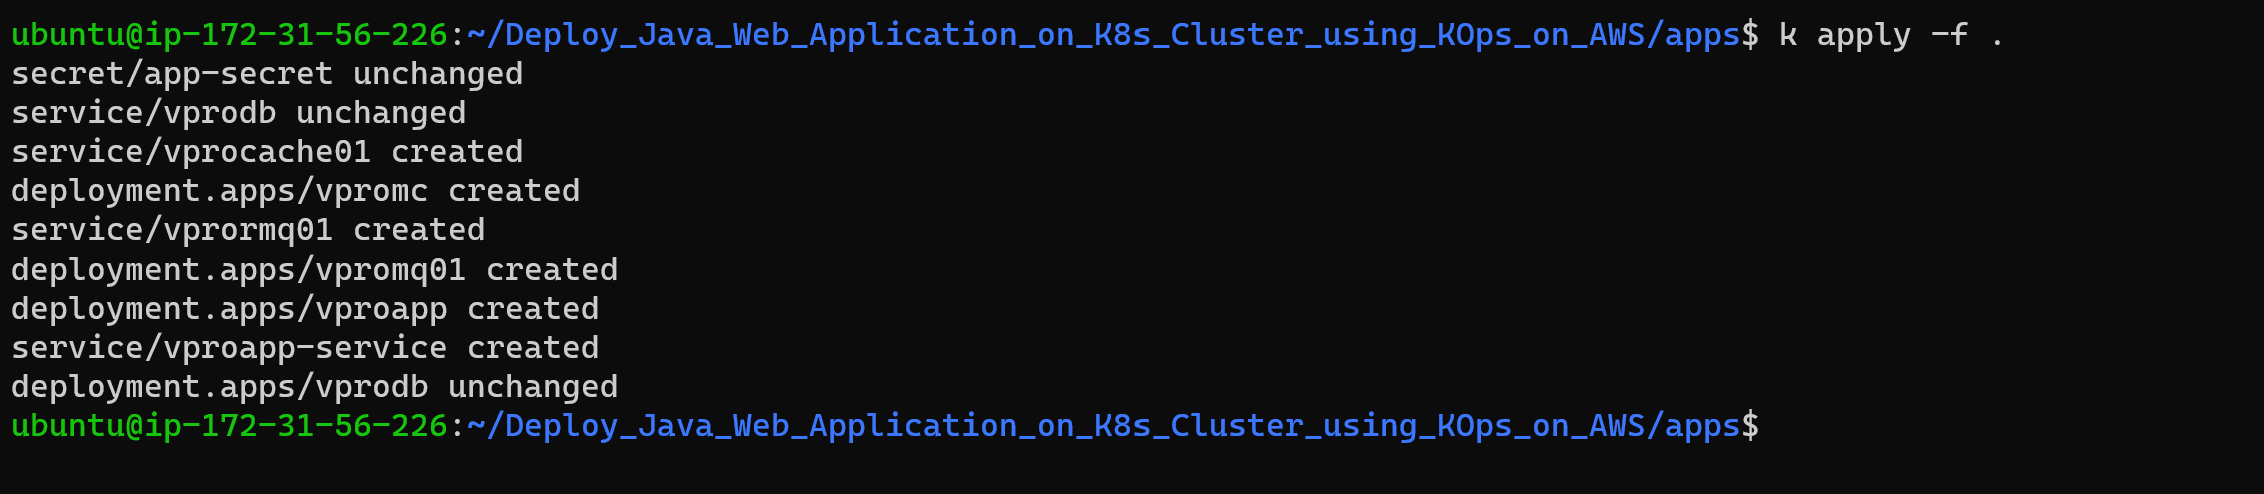 ubuntu@ip-172-31-56-226:~/Deploy_Java_Web_Application_on_K8s_Cluster_using_KOps_on_AWS/apps$ k apply -f .
secret/app-secret unchanged
service/vprodb unchanged
service/vprocache01 created
deployment.apps/vpromc created
service/vprormq01 created
deployment.apps/vpromq01 created
deployment.apps/vproapp created
service/vproapp-service created
deployment.apps/vprodb unchanged
ubuntu@ip-172-31-56-226:~/Deploy_Java_Web_Application_on_K8s_Cluster_using_KOps_on_AWS/apps$